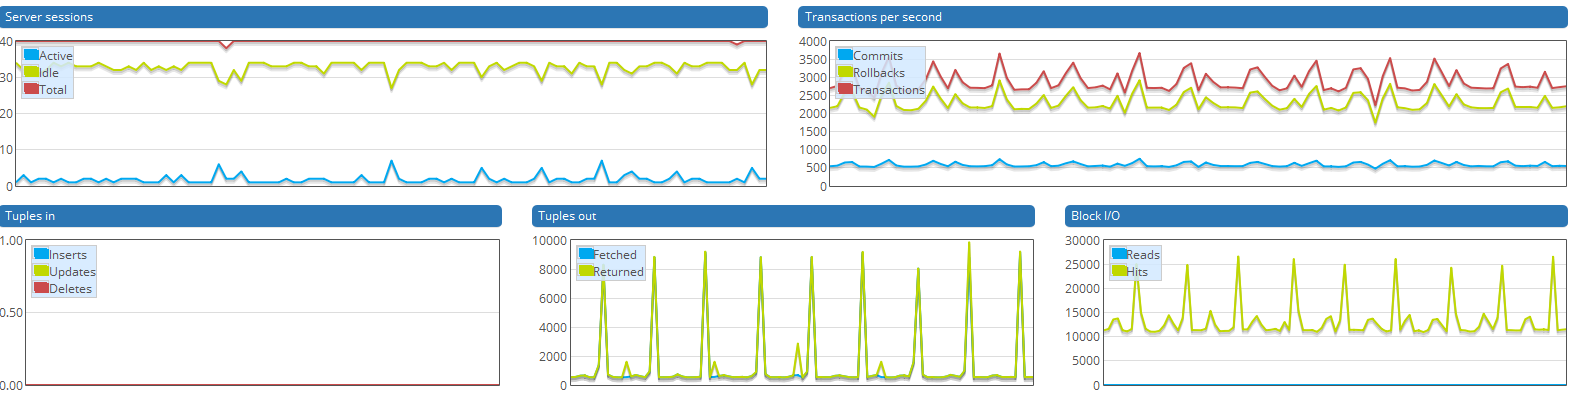 Server sessions
Transactions per second
40
30
20
10
0
Active
Idle
Total
4000
3500
3000
2500
2000
1500
1000
500
0
Commits
Rollbacks
Transactions
Tuples in
Tuples out
Block I/O
1.00
0.50
0.00
Inserts
Updates
Deletes
10000
8000
6000
4000
2000
0
Fetched
Returned
30000
25000
20000
15000
10000
5000
0
Reads
Hits